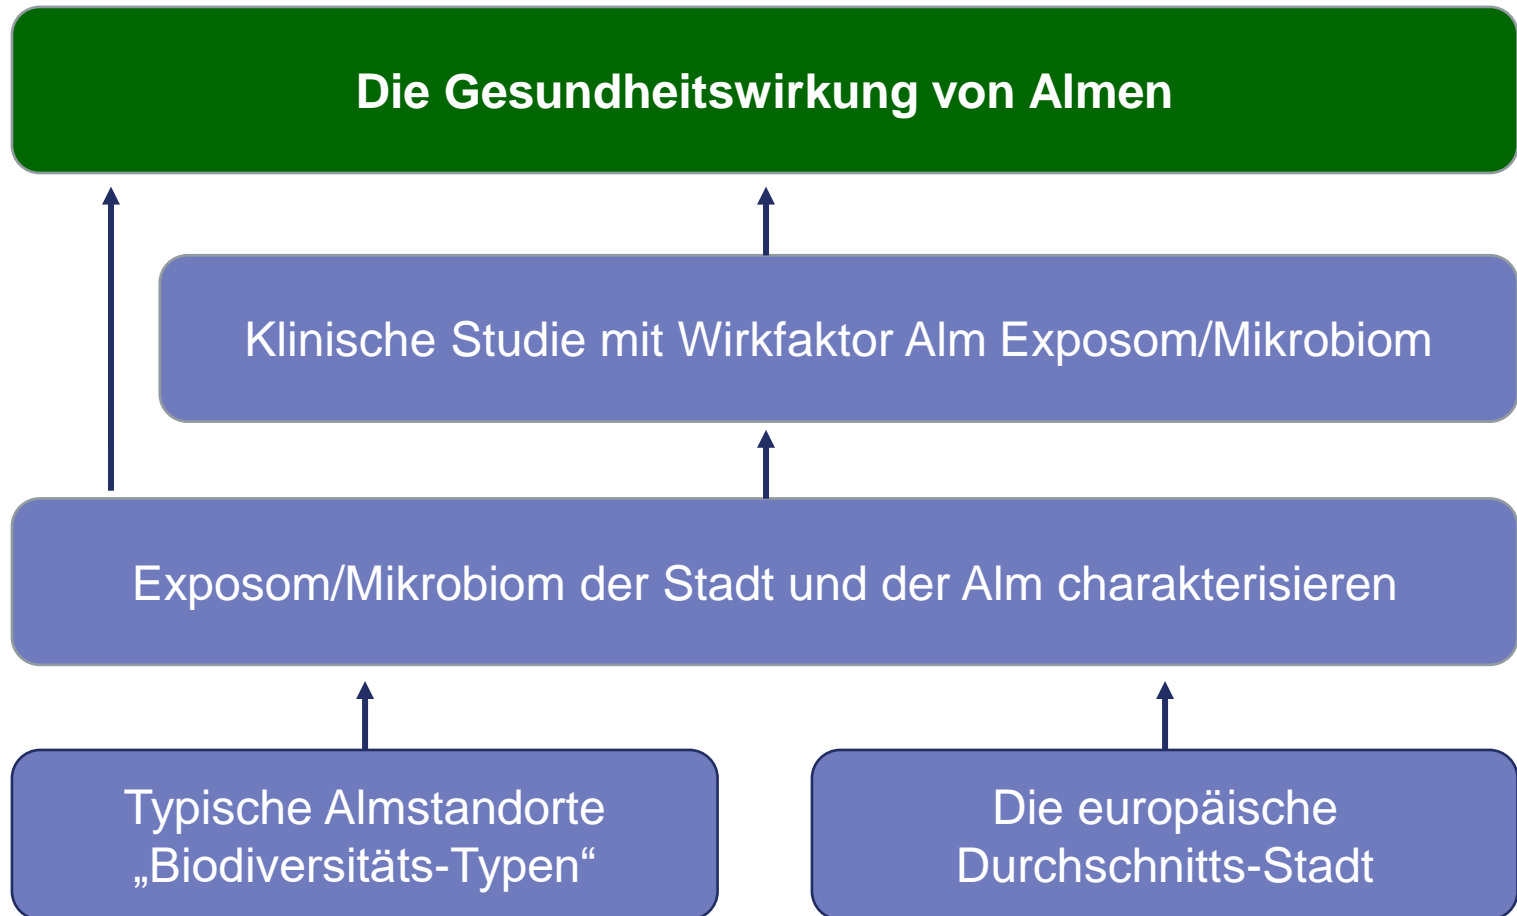 Die Gesundheitswirkung von Almen
Klinische Studie mit Wirkfaktor Alm Exposom/Mikrobiom
Exposom/Mikrobiom der Stadt und der Alm charakterisieren
Typische Almstandorte
„Biodiversitäts-Typen“
Die europäische
Durchschnitts-Stadt